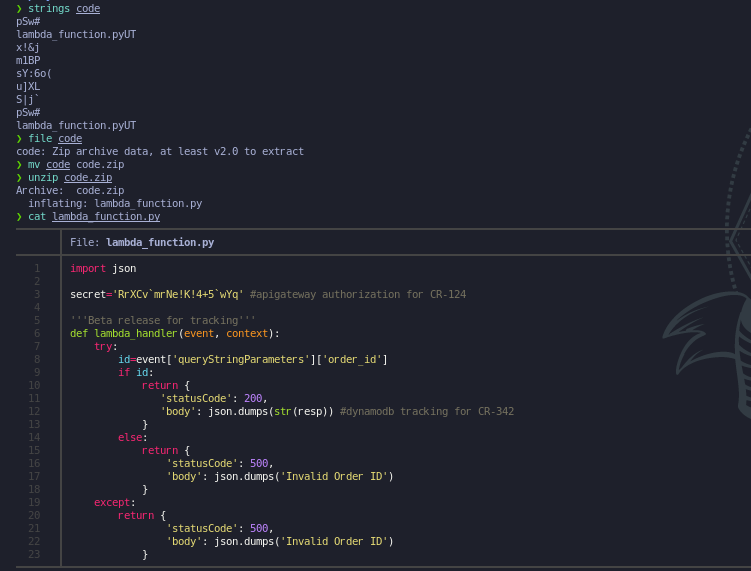 ❯ strings code
pSw#
lambda_function.pyUT
x!&j
m1BP
sY:6o(
u]XL
S|j`
pSw#
lambda_function.pyUT
❯ file code
code: Zip archive data, at least v2.0 to extract
❯ mv code code.zip
❯ unzip code.zip
Archive:  code.zip
  inflating: lambda_function.py
❯ cat lambda_function.py
File: lambda_function.py
1 import json
2
3 secret='RrXCv`mrNe!K!4+5`wYq' #apigateway authorization for CR-124
4
5 '''Beta release for tracking'''
6 def lambda_handler(event, context):
7     try:
8         id=event['queryStringParameters']['order_id']
9         if id:
10             return {
11                'statusCode': 200,
12                'body': json.dumps(str(resp)) #dynamodb tracking for CR-342
13             }
14         else:
15             return {
16                 'statusCode': 500,
17                 'body': json.dumps('Invalid Order ID')
18             }
19     except:
20         return {
21                 'statusCode': 500,
22                 'body': json.dumps('Invalid Order ID')
23             }